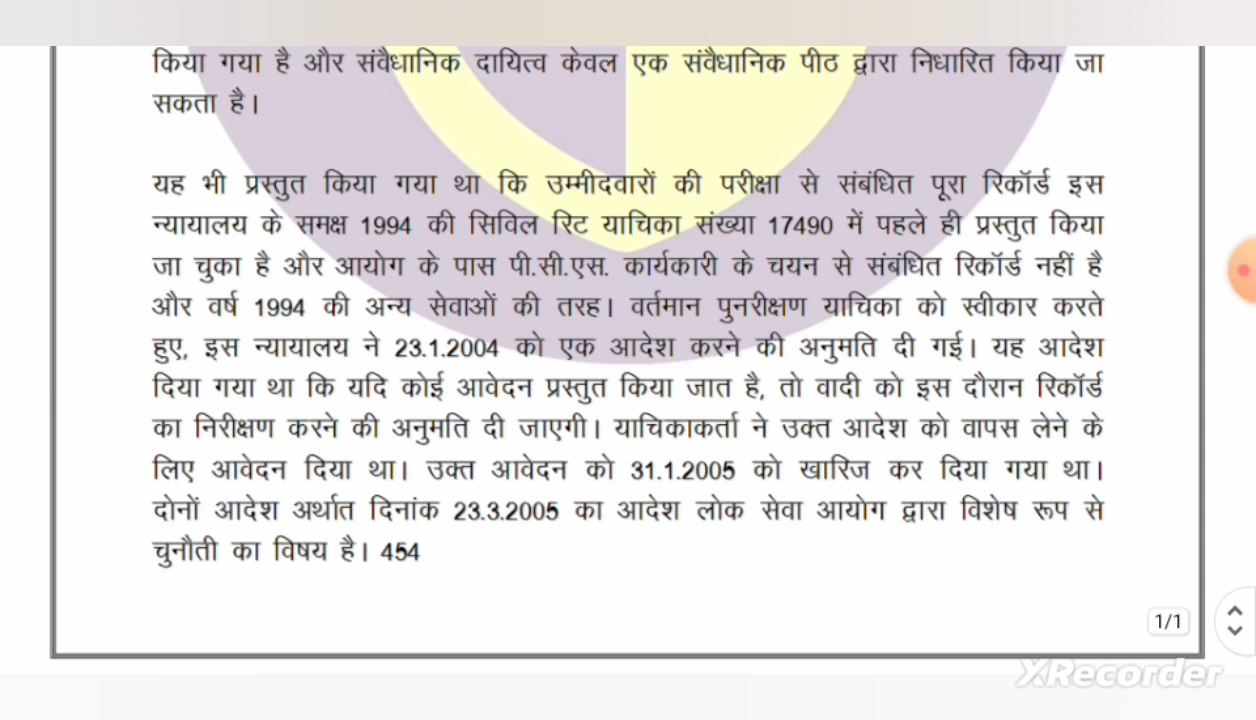 किया गया है और संवैधानिक दायित्व केवल एक संवैधानिक पीठ द्वारा निर्धारित किया जा
सकता है।
यह भी प्रस्तुत किया गया था कि उम्मीदवारों की परीक्षा से संबंधित पूरा रिकॉर्ड इस
न्यायालय के समक्ष 1994 की सिविल रिट याचिका संख्या 17490 में पहले ही प्रस्तुत किया
जा चुका है और आयोग के पास पी.सी.एस. कार्यकारी के चयन से संबंधित रिकॉर्ड नहीं है
और वर्ष 1994 की अन्य सेवाओं की तरह। वर्तमान पुनरीक्षण याचिका को स्वीकार करते
हुए, इस न्यायालय ने 23.1.2004 को एक आदेश करने की अनुमति दी गई। यह आदेश
दिया गया था कि यदि कोई आवेदन प्रस्तुत किया जात है, तो वादी को इस दौरान रिकॉर्ड
का निरीक्षण करने की अनुमति दी जाएगी। याचिकाकर्ता ने उक्त आदेश को वापस लेने के
लिए आवेदन दिया था। उक्त आवेदन को 31.1.2005 को खारिज कर दिया गया था।
दोनों आदेश अर्थात दिनांक 23.3.2005 का आदेश लोक सेवा आयोग द्वारा विशेष रूप से
चुनौती का विषय है। 454
1/1
XRecorder